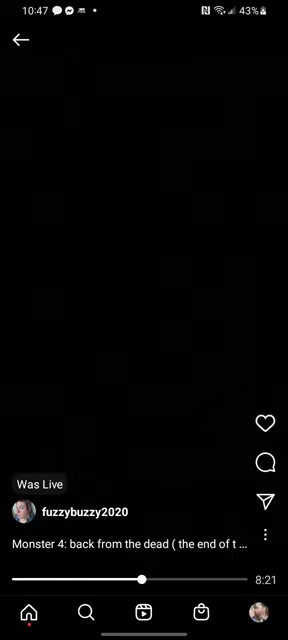 10:47
43%
Was Live
fuzzybuzzy2020
Monster 4: back from the dead ( the end of t ...
8:21